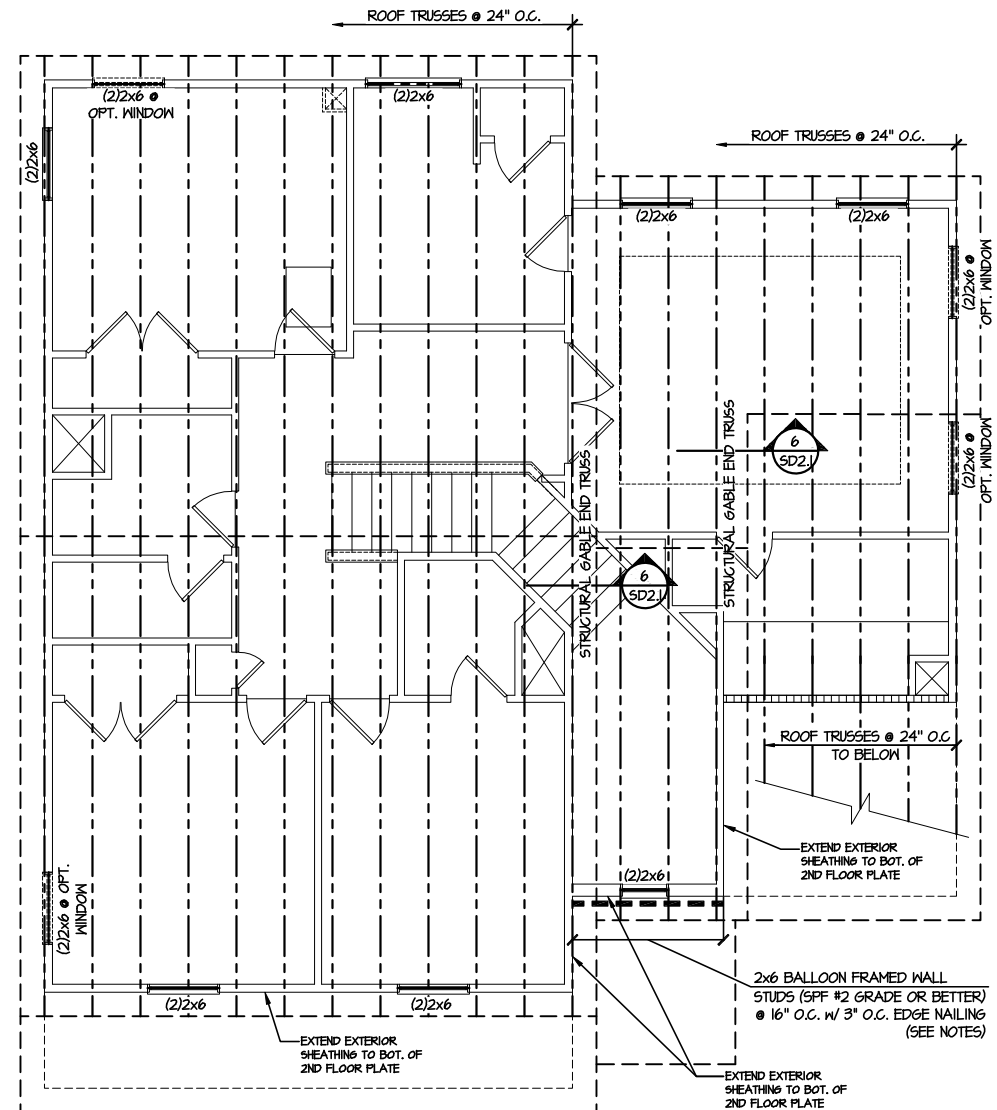 ROOF TRUSSES @ 24" O.C.
(2)2x6 @
OPT. WINDOW
(2)2x6
(2)2x6
ROOF TRUSSES @ 24" O.C.
(2)2x6
(2)2x6
(2)2x6 @
OPT. WINDOW
STRUCTURAL GABLE END TRUSS
STRUCTURAL GABLE END TRUSS
6
SD2.1
(2)2x6 @
OPT. WINDOW
6
SD2.1
ROOF TRUSSES @ 24" O.C.
TO BELOW
EXTEND EXTERIOR
SHEATHING TO BOT. OF
2ND FLOOR PLATE
(2)2x6
(2)2x6 @ OPT.
WINDOW
(2)2x6
(2)2x6
2x6 BALLOON FRAMED WALL
STUDS (SPF #2 GRADE OR BETTER)
@ 16" O.C. W/ 3" O.C. EDGE NAILING
(SEE NOTES)
EXTEND EXTERIOR
SHEATHING TO BOT. OF
2ND FLOOR PLATE
EXTEND EXTERIOR
SHEATHING TO BOT. OF
2ND FLOOR PLATE